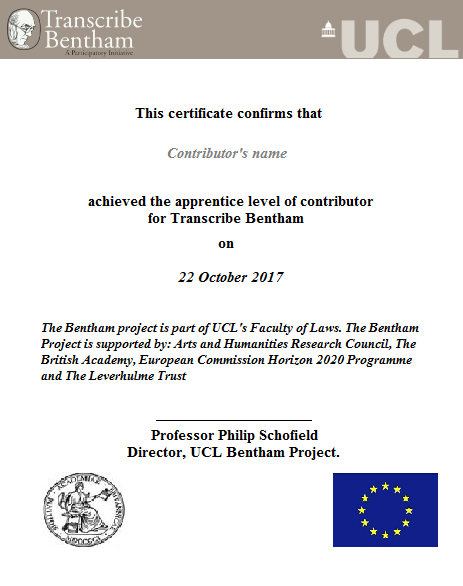 Transcribe
Bentham
A Participatory Initiative
UCL
This certificate confirms that
Contributor's name
achieved the apprentice level of contributor
for Transcribe Bentham
on
22 October 2017
The Bentham project is part of UCL's Faculty of Laws. The Bentham
Project is supported by: Arts and Humanities Research Council, The
British Academy, European Commission Horizon 2020 Programme
and The Leverhulme Trust
Professor Philip Schofield
Director, UCL Bentham Project.